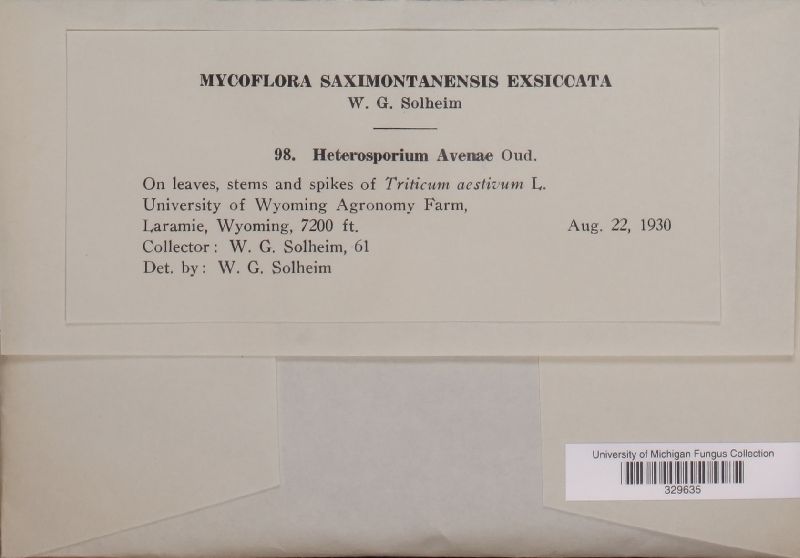 MYCOFLORA SAXIMONTANENSIS EXSICCATA
W. G. Solheim
98. Heterosporium Avenae Oud.
On leaves, stems and spikes of Triticum aestivum L.
University of Wyoming Agronomy Farm,
Laramie, Wyoming, 7200 ft. Aug. 22, 1930
Collector: W. G. Solheim, 61
Det. by: W. G. Solheim
University of Michigan Fungus Collection
329635